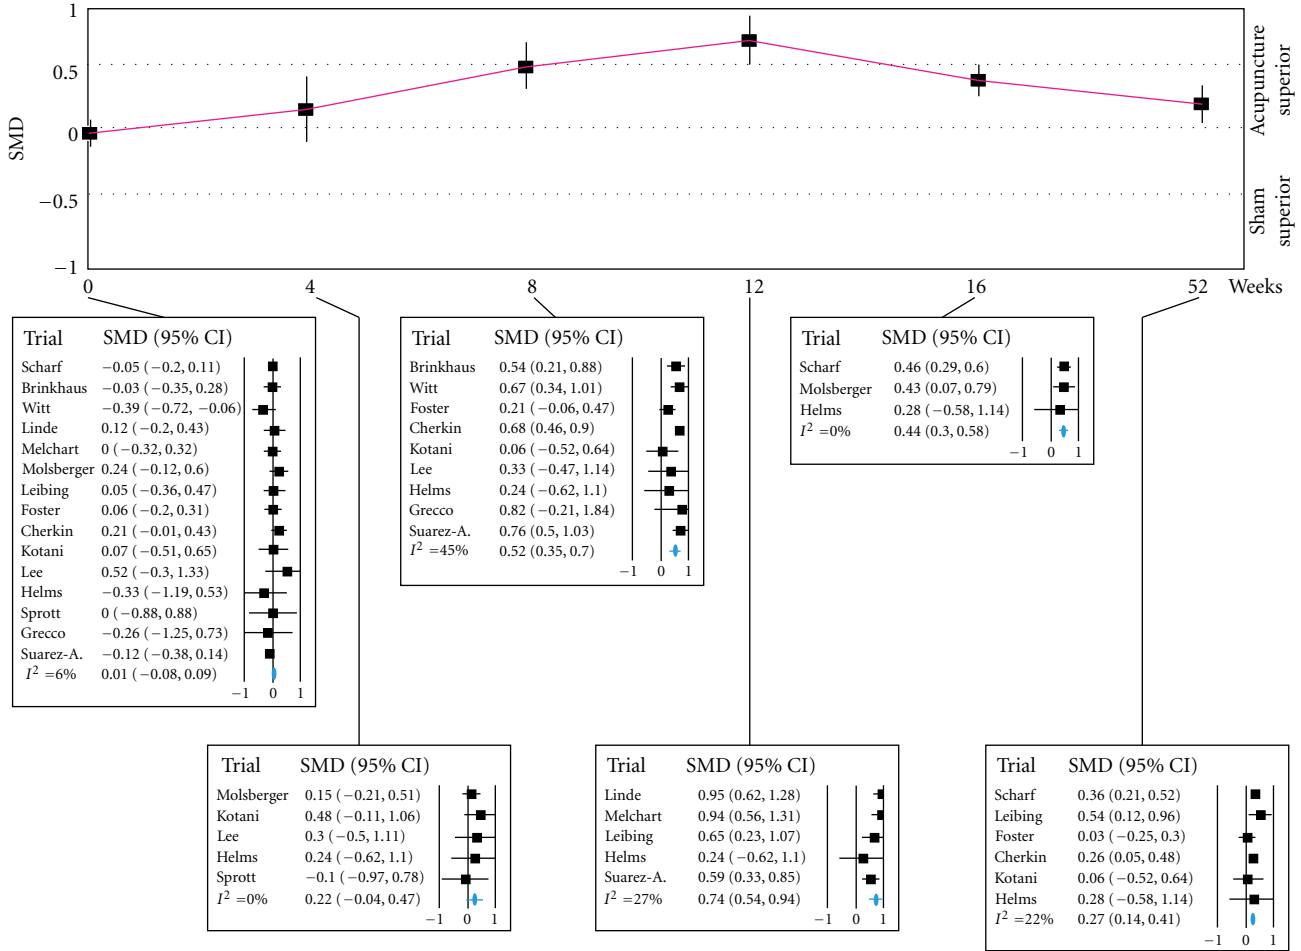 1
0.5
0
−0.5
−1
SMD
Acupuncture
superior
Sham
superior
0 4 8 12 16 52 Weeks
Trial SMD (95% CI)
Scharf −0.05 (−0.2, 0.11)
Brinkhaus −0.03 (−0.35, 0.28)
Witt −0.39 (−0.72, −0.06)
Linde 0.12 (−0.2, 0.43)
Melchart 0 (−0.32, 0.32)
Molsberger 0.24 (−0.12, 0.6)
Leibing 0.05 (−0.36, 0.47)
Foster 0.06 (−0.2, 0.31)
Cherkin 0.21 (−0.01, 0.43)
Kotani 0.07 (−0.51, 0.65)
Lee 0.52 (−0.3, 1.33)
Helms −0.33 (−1.19, 0.53)
Sprott 0 (−0.88, 0.88)
Grecco −0.26 (−1.25, 0.73)
Suarez-A. −0.12 (−0.38, 0.14)
I² =6% 0.01 (−0.08, 0.09)
−1 0 1
Trial SMD (95% CI)
Brinkhaus 0.54 (0.21, 0.88)
Witt 0.67 (0.34, 1.01)
Foster 0.21 (−0.06, 0.47)
Cherkin 0.68 (0.46, 0.9)
Kotani 0.06 (−0.52, 0.64)
Lee 0.33 (−0.47, 1.14)
Helms 0.24 (−0.62, 1.1)
Grecco 0.82 (−0.21, 1.84)
Suarez-A. 0.76 (0.5, 1.03)
I² =45% 0.52 (0.35, 0.7)
−1 0 1
Trial SMD (95% CI)
Scharf 0.46 (0.29, 0.6)
Molsberger 0.43 (0.07, 0.79)
Helms 0.28 (−0.58, 1.14)
I² =0% 0.44 (0.3, 0.58)
−1 0 1
Trial SMD (95% CI)
Molsberger 0.15 (−0.21, 0.51)
Kotani 0.48 (−0.11, 1.06)
Lee 0.3 (−0.5, 1.11)
Helms 0.24 (−0.62, 1.1)
Sprott −0.1 (−0.97, 0.78)
I² =0% 0.22 (−0.04, 0.47)
−1 0 1
Trial SMD (95% CI)
Linde 0.95 (0.62, 1.28)
Melchart 0.94 (0.56, 1.31)
Leibing 0.65 (0.23, 1.07)
Helms 0.24 (−0.62, 1.1)
Suarez-A. 0.59 (0.33, 0.85)
I² =27% 0.74 (0.54, 0.94)
−1 0 1
Trial SMD (95% CI)
Scharf 0.36 (0.21, 0.52)
Leibing 0.54 (0.12, 0.96)
Foster 0.03 (−0.25, 0.3)
Cherkin 0.26 (0.05, 0.48)
Kotani 0.06 (−0.52, 0.64)
Helms 0.28 (−0.58, 1.14)
I² =22% 0.27 (0.14, 0.41)
−1 0 1